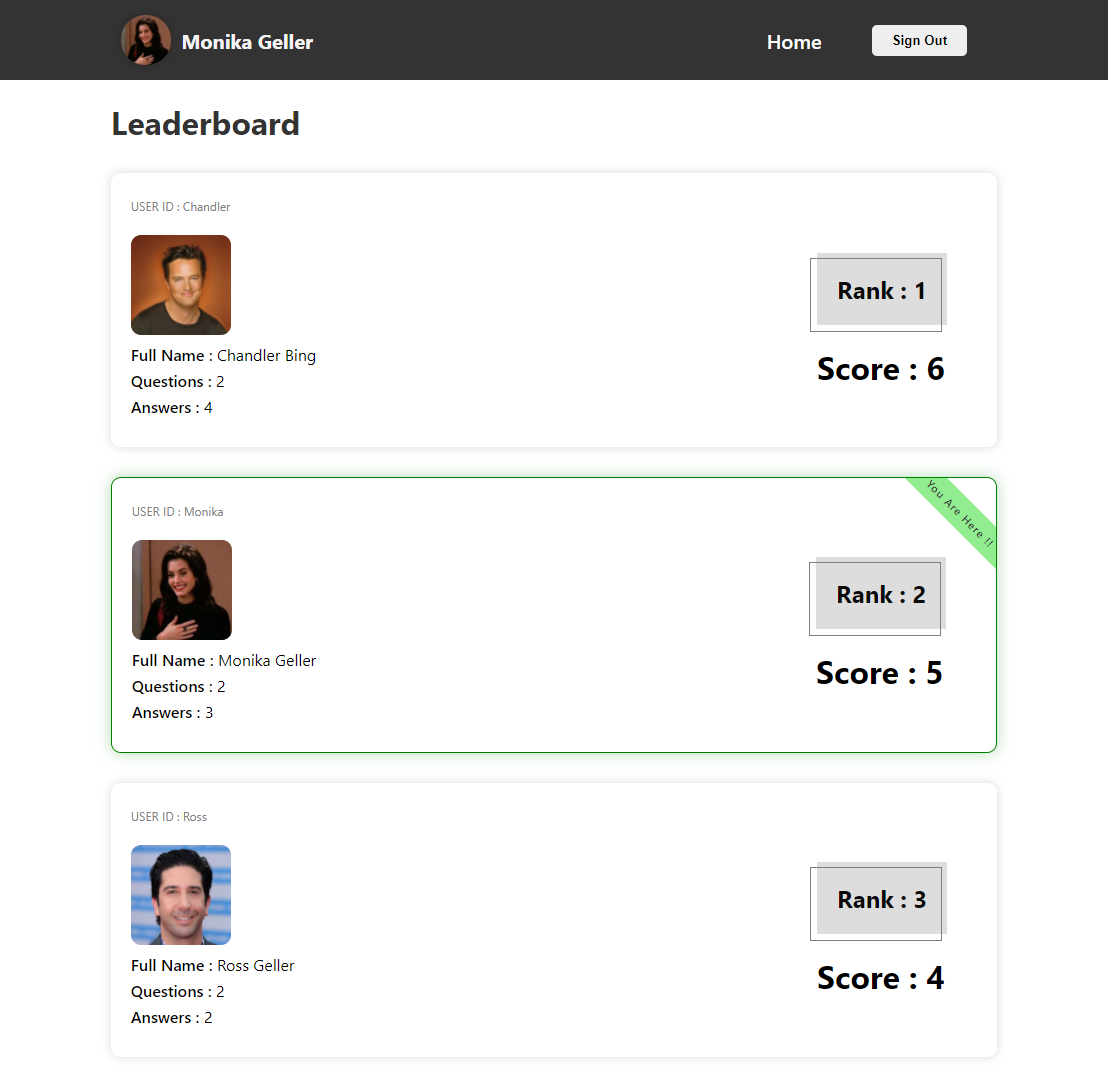 Monika Geller
Home
Sign Out
Leaderboard
USER ID : Chandler
Full Name : Chandler Bing
Questions : 2
Answers : 4
Rank : 1
Score : 6
You Are Here !!
USER ID : Monika
Full Name : Monika Geller
Questions : 2
Answers : 3
Rank : 2
Score : 5
USER ID : Ross
Full Name : Ross Geller
Questions : 2
Answers : 2
Rank : 3
Score : 4